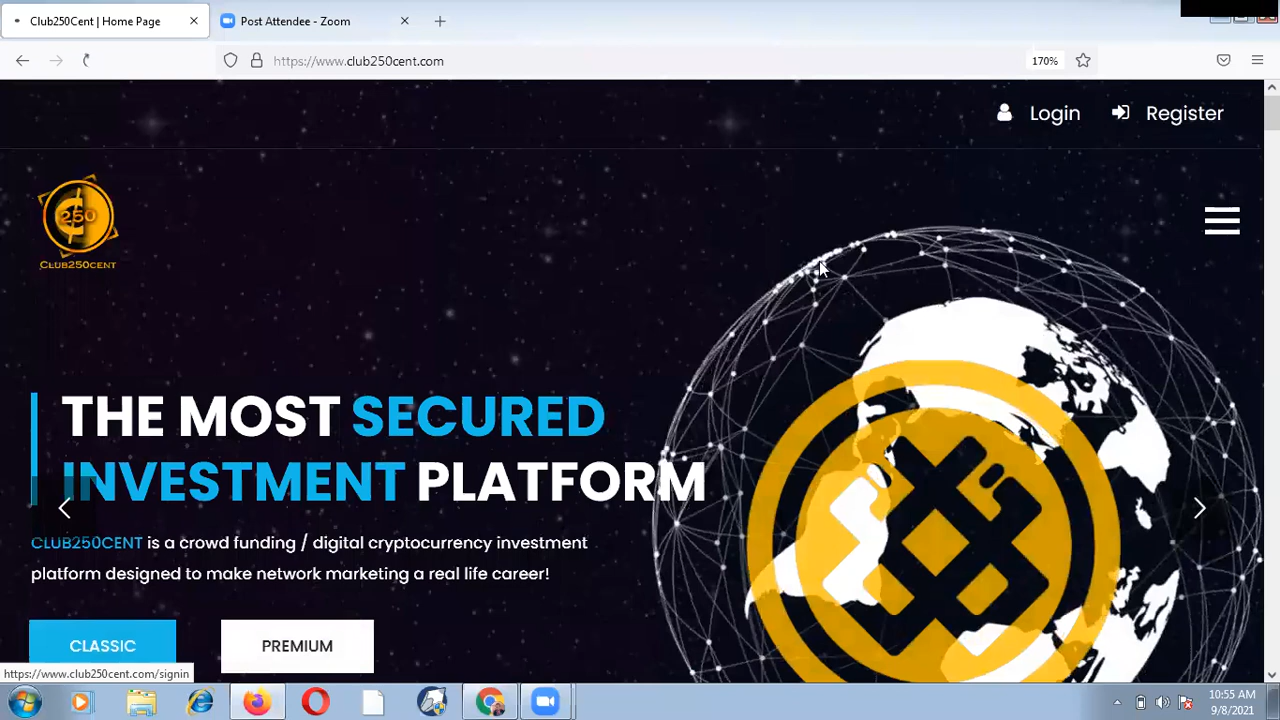 Club250Cent | Home Page
Post Attendee - Zoom
https://www.club250cent.com
170%
Login
Register
250
CLUB250CENT
THE MOST SECURED
INVESTMENT PLATFORM
CLUB250CENT is a crowd funding / digital cryptocurrency investment
platform designed to make network marketing a real life career!
CLASSIC
PREMIUM
https://www.club250cent.com/signin
10:55 AM
9/8/2021